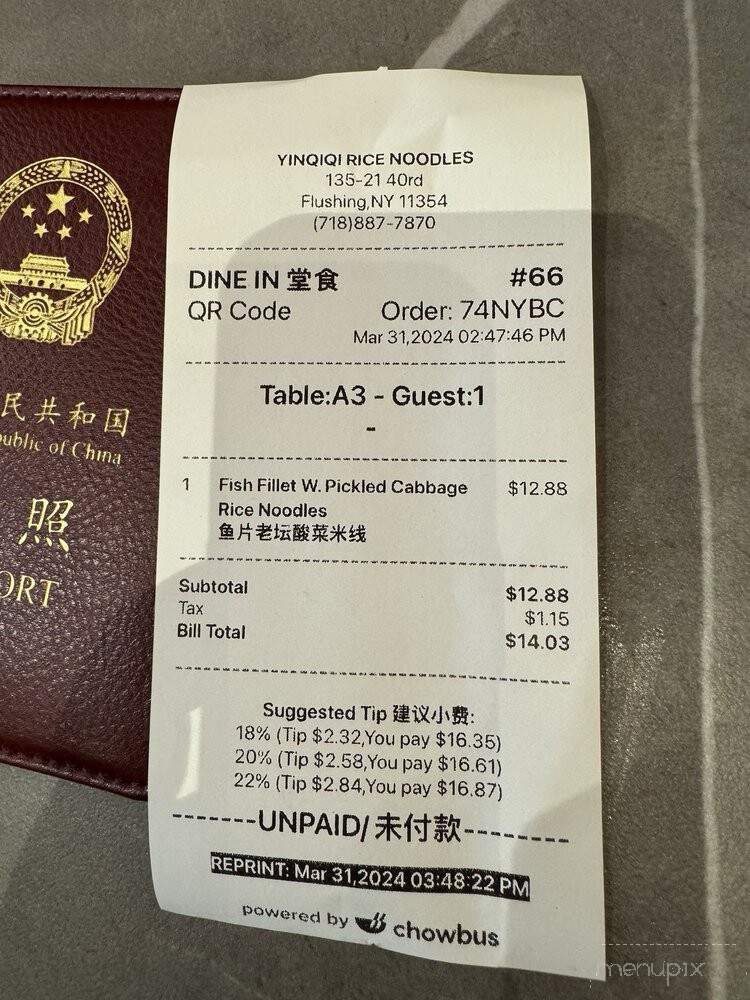 YINQIQI RICE NOODLES
135-21 40rd
Flushing,NY 11354
(718)887-7870
DINE IN 堂食 #66
QR Code Order: 74NYBC
Mar 31,2024 02:47:46 PM
Table:A3 - Guest:1
-
1 Fish Fillet W. Pickled Cabbage $12.88
Rice Noodles
鱼片老坛酸菜米线
Subtotal $12.88
Tax $1.15
Bill Total $14.03
Suggested Tip 建议小费:
18% (Tip $2.32,You pay $16.35)
20% (Tip $2.58,You pay $16.61)
22% (Tip $2.84,You pay $16.87)
-------UNPAID/ 未付款--------
REPRINT: Mar 31,2024 03:48:22 PM
powered by chowbus
民共和国
public of China
照
ORT
menupix